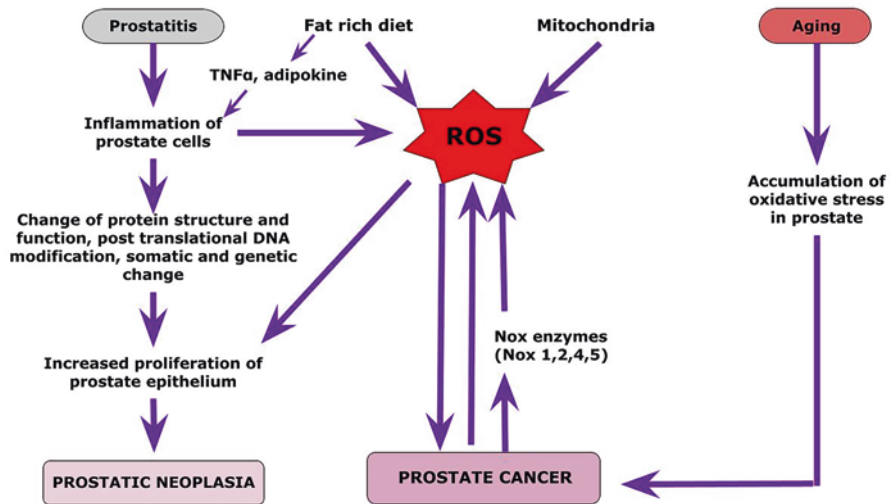 Prostatitis
Fat rich diet
Mitochondria
Aging
TNFα, adipokine
Inflammation of
prostate cells
ROS
Accumulation of
oxidative stress
in prostate
Change of protein structure and
function, post translational DNA
modification, somatic and genetic
change
Nox enzymes
(Nox 1,2,4,5)
Increased proliferation of
prostate epithelium
PROSTATIC NEOPLASIA
PROSTATE CANCER